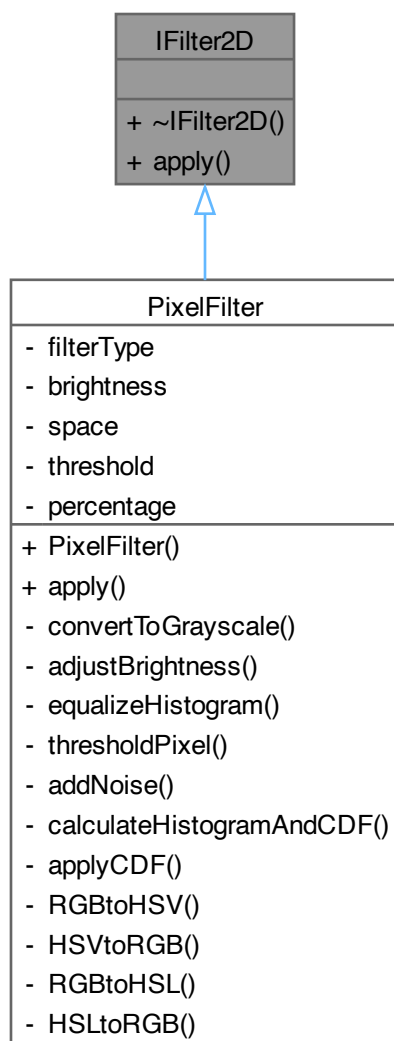 IFilter2D
+ ~IFilter2D()
+ apply()
PixelFilter
- filterType
- brightness
- space
- threshold
- percentage
+ PixelFilter()
+ apply()
- convertToGrayscale()
- adjustBrightness()
- equalizeHistogram()
- thresholdPixel()
- addNoise()
- calculateHistogramAndCDF()
- applyCDF()
- RGBtoHSV()
- HSVtoRGB()
- RGBtoHSL()
- HSLtoRGB()